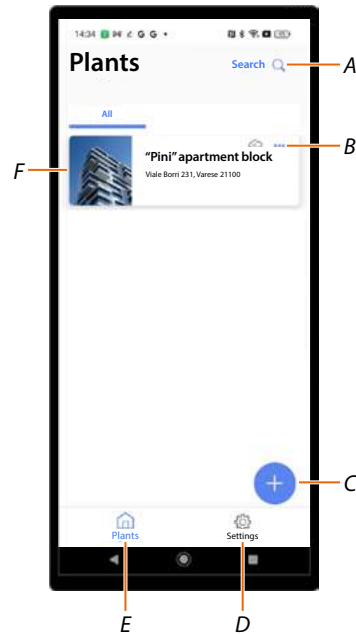 14:34 G G •
Plants
Search
A
All
B
"Pini" apartment block
Viale Borri 231, Varese 21100
F
C
Plants
Settings
E
D